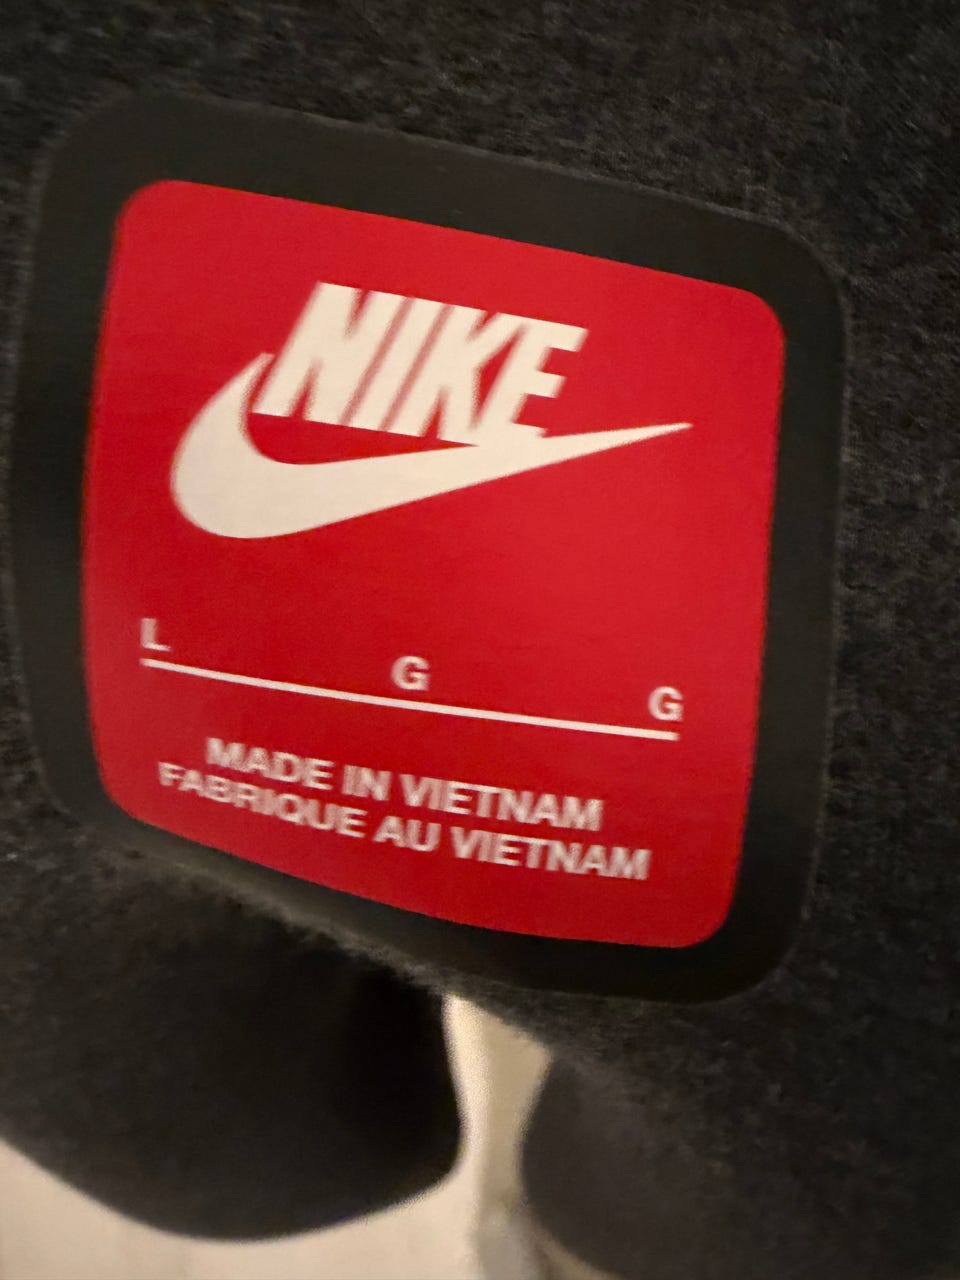 NIKE
L G G
MADE IN VIETNAM
FABRIQUE AU VIETNAM